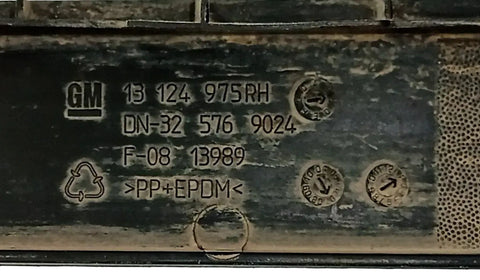 GM 13 124 975RH
DN-32 576 9024
F-08 13989
>PP+EPDM<